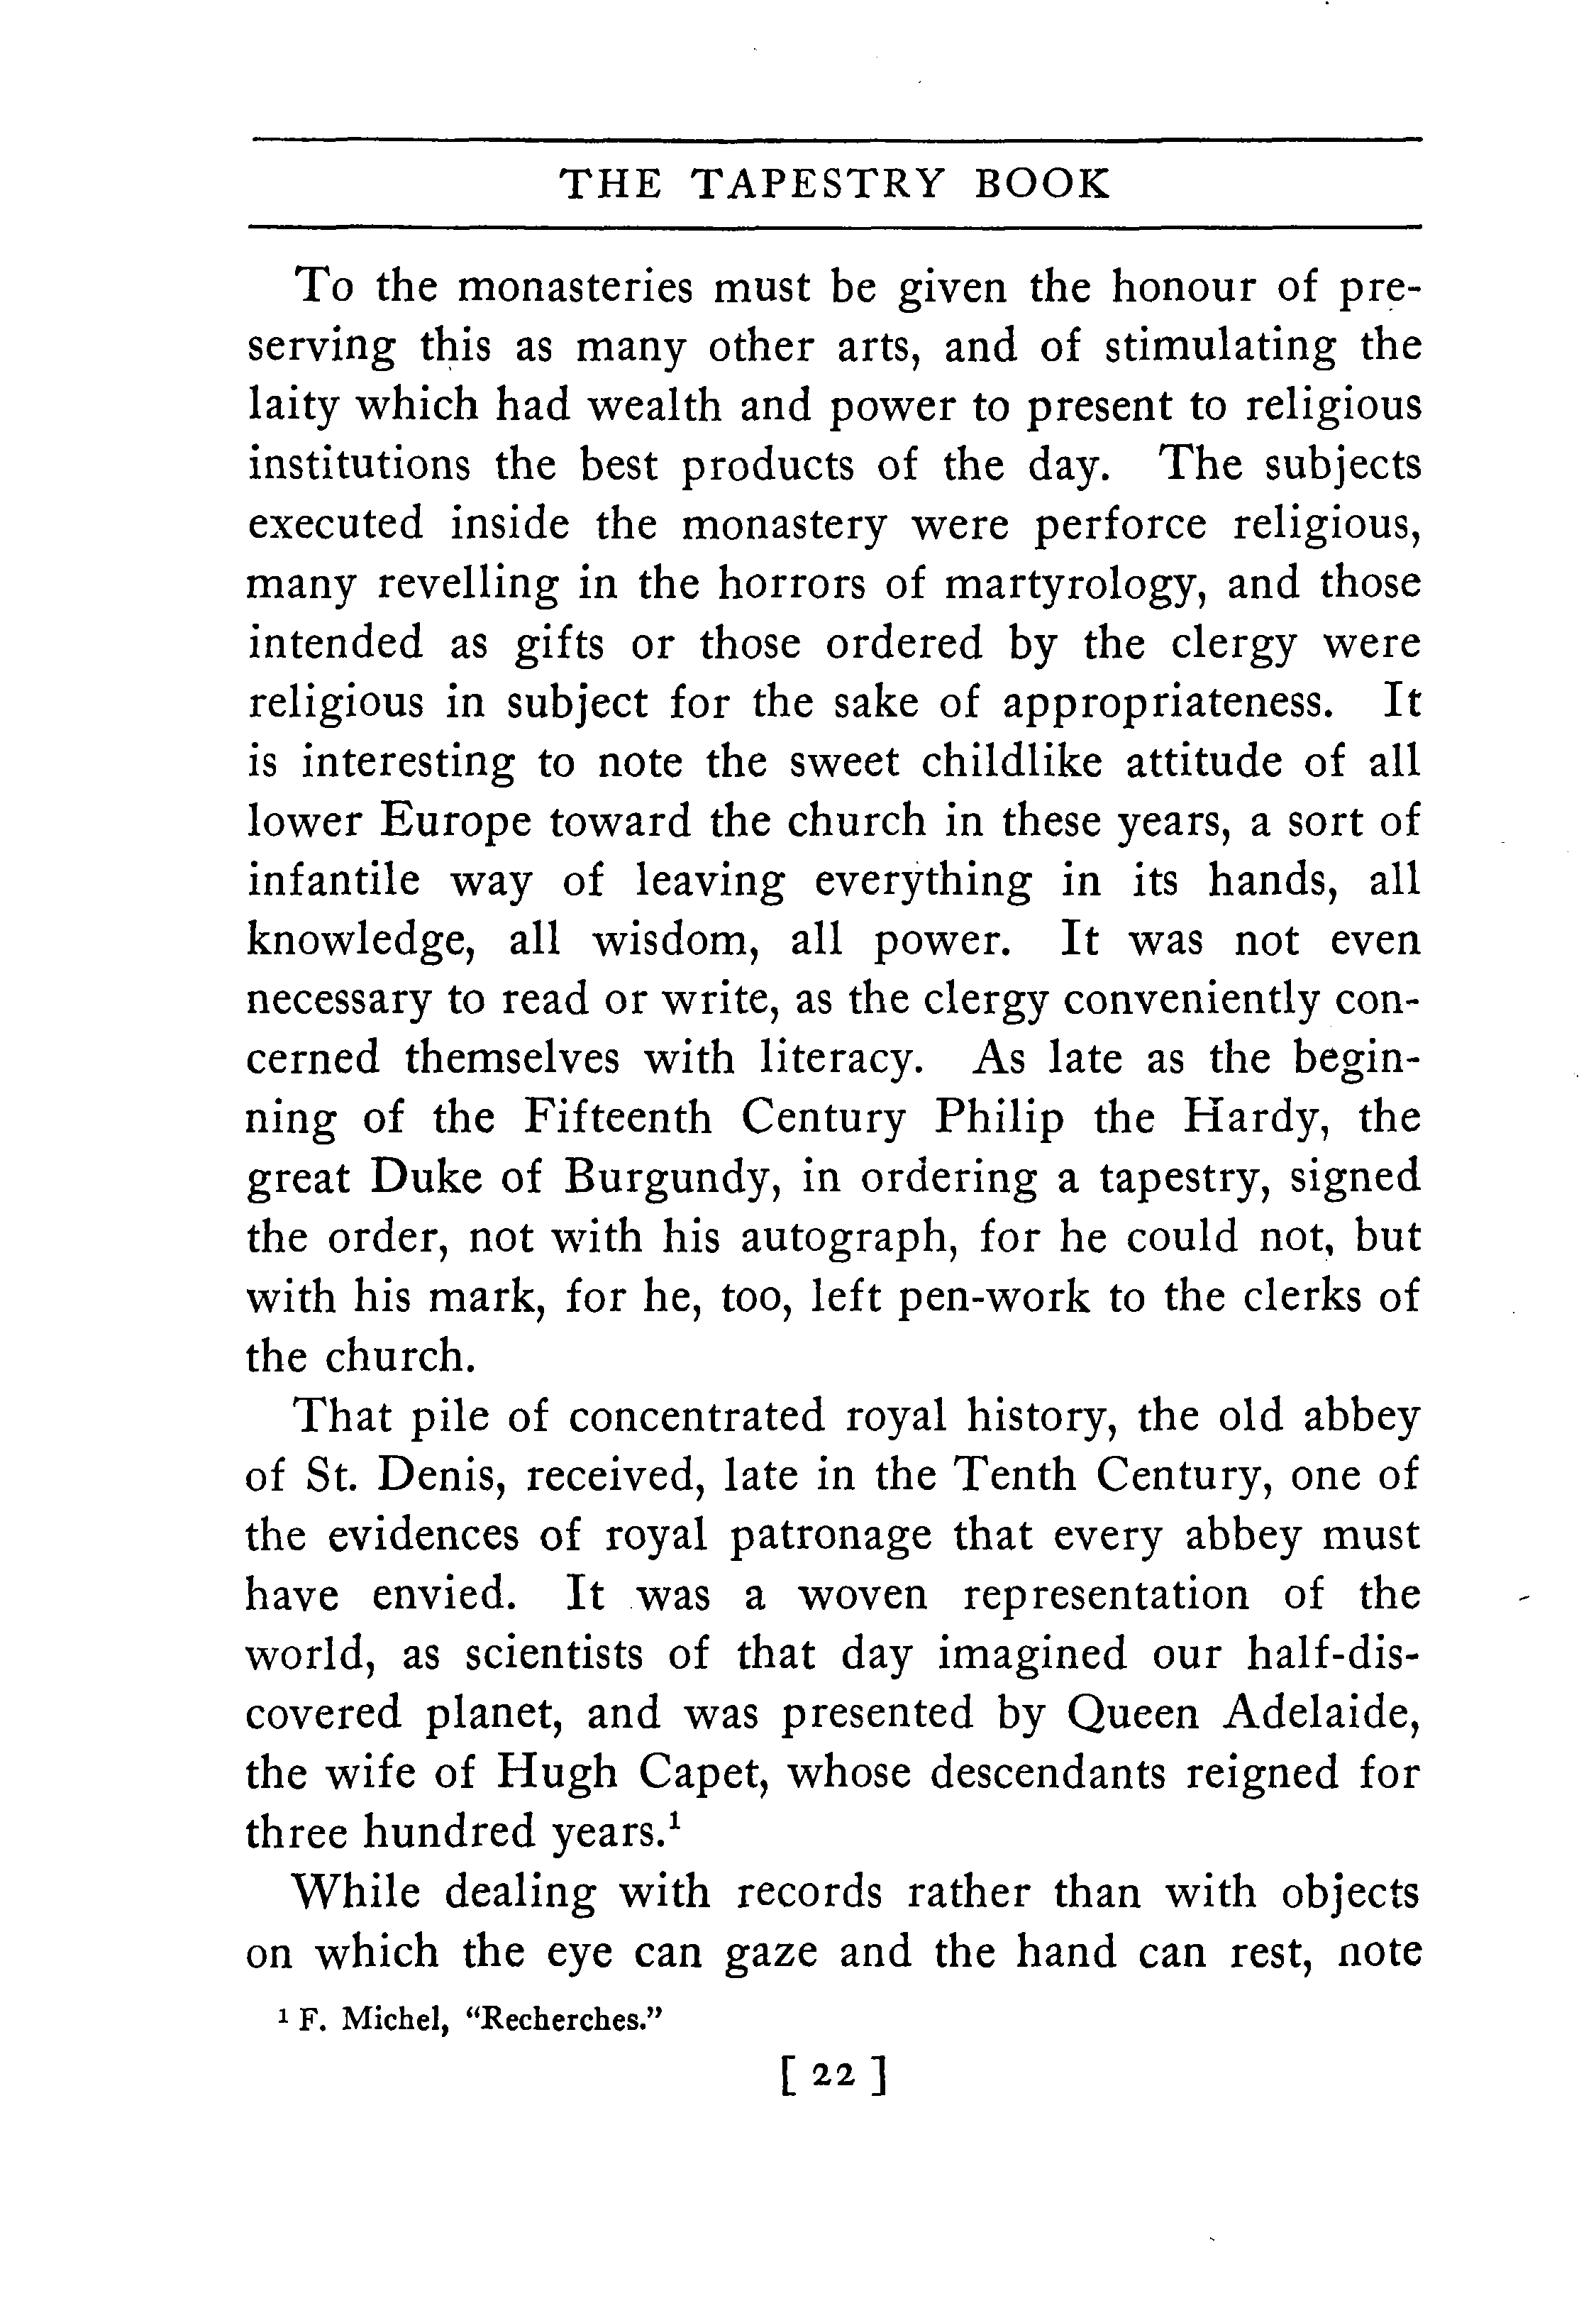 THE TAPESTRY BOOK
To the monasteries must be given the honour of pre-
serving this as many other arts, and of stimulating the
laity which had wealth and power to present to religious
institutions the best products of the day. The subjects
executed inside the monastery were perforce religious,
many revelling in the horrors of martyrology, and those
intended as gifts or those ordered by the clergy were
religious in subject for the sake of appropriateness. It
is interesting to note the sweet childlike attitude of all
lower Europe toward the church in these years, a sort of
infantile way of leaving everything in its hands, all
knowledge, all wisdom, all power. It was not even
necessary to read or write, as the clergy conveniently con-
cerned themselves with literacy. As late as the begin-
ning of the Fifteenth Century Philip the Hardy, the
great Duke of Burgundy, in ordering a tapestry, signed
the order, not with his autograph, for he could not, but
with his mark, for he, too, left pen-work to the clerks of
the church.
That pile of concentrated royal history, the old abbey
of St. Denis, received, late in the Tenth Century, one of
the evidences of royal patronage that every abbey must
have envied. It was a woven representation of the
world, as scientists of that day imagined our half-dis-
covered planet, and was presented by Queen Adelaide,
the wife of Hugh Capet, whose descendants reigned for
three hundred years.¹
While dealing with records rather than with objects
on which the eye can gaze and the hand can rest, note
¹ F. Michel, “Recherches.”
[ 22 ]